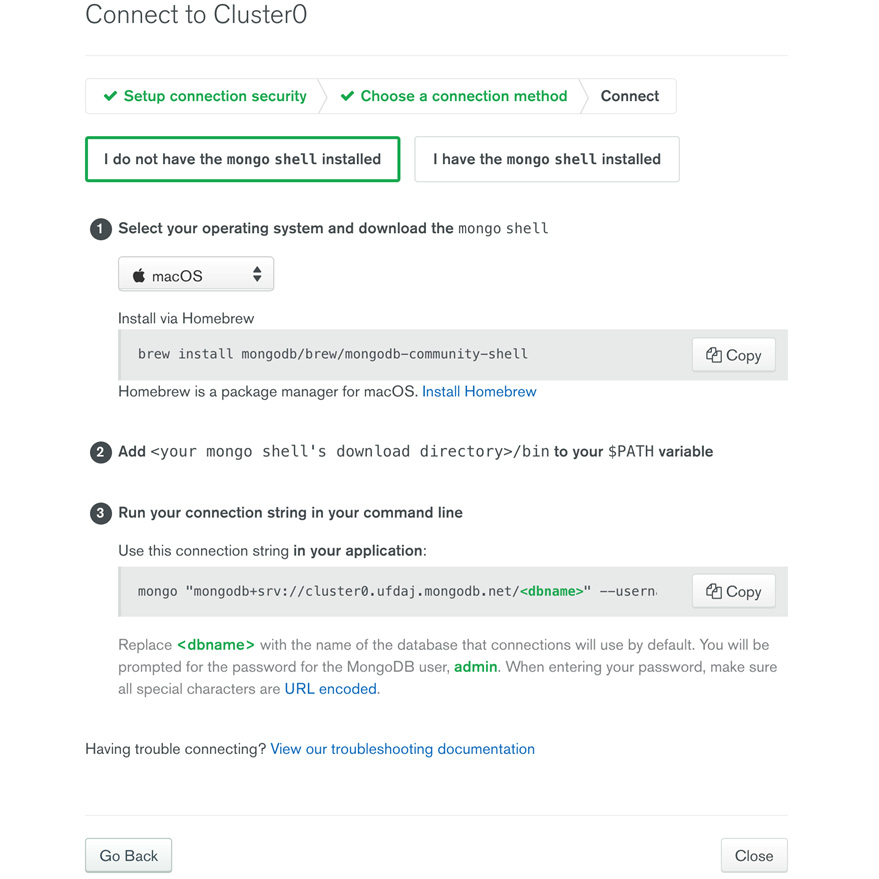 Connect to Cluster0
Setup connection security
Choose a connection method
Connect
I do not have the mongo shell installed
I have the mongo shell installed
1 Select your operating system and download the mongo shell
macOS
Install via Homebrew
brew install mongodb/brew/mongodb-community-shell
Copy
Homebrew is a package manager for macOS. Install Homebrew
2 Add <your mongo shell's download directory>/bin to your $PATH variable
3 Run your connection string in your command line
Use this connection string in your application:
mongo "mongodb+srv://cluster0.ufdaj.mongodb.net/<dbname>" --usern
Copy
Replace <dbname> with the name of the database that connections will use by default. You will be
prompted for the password for the MongoDB user, admin. When entering your password, make sure
all special characters are URL encoded.
Having trouble connecting? View our troubleshooting documentation
Go Back
Close